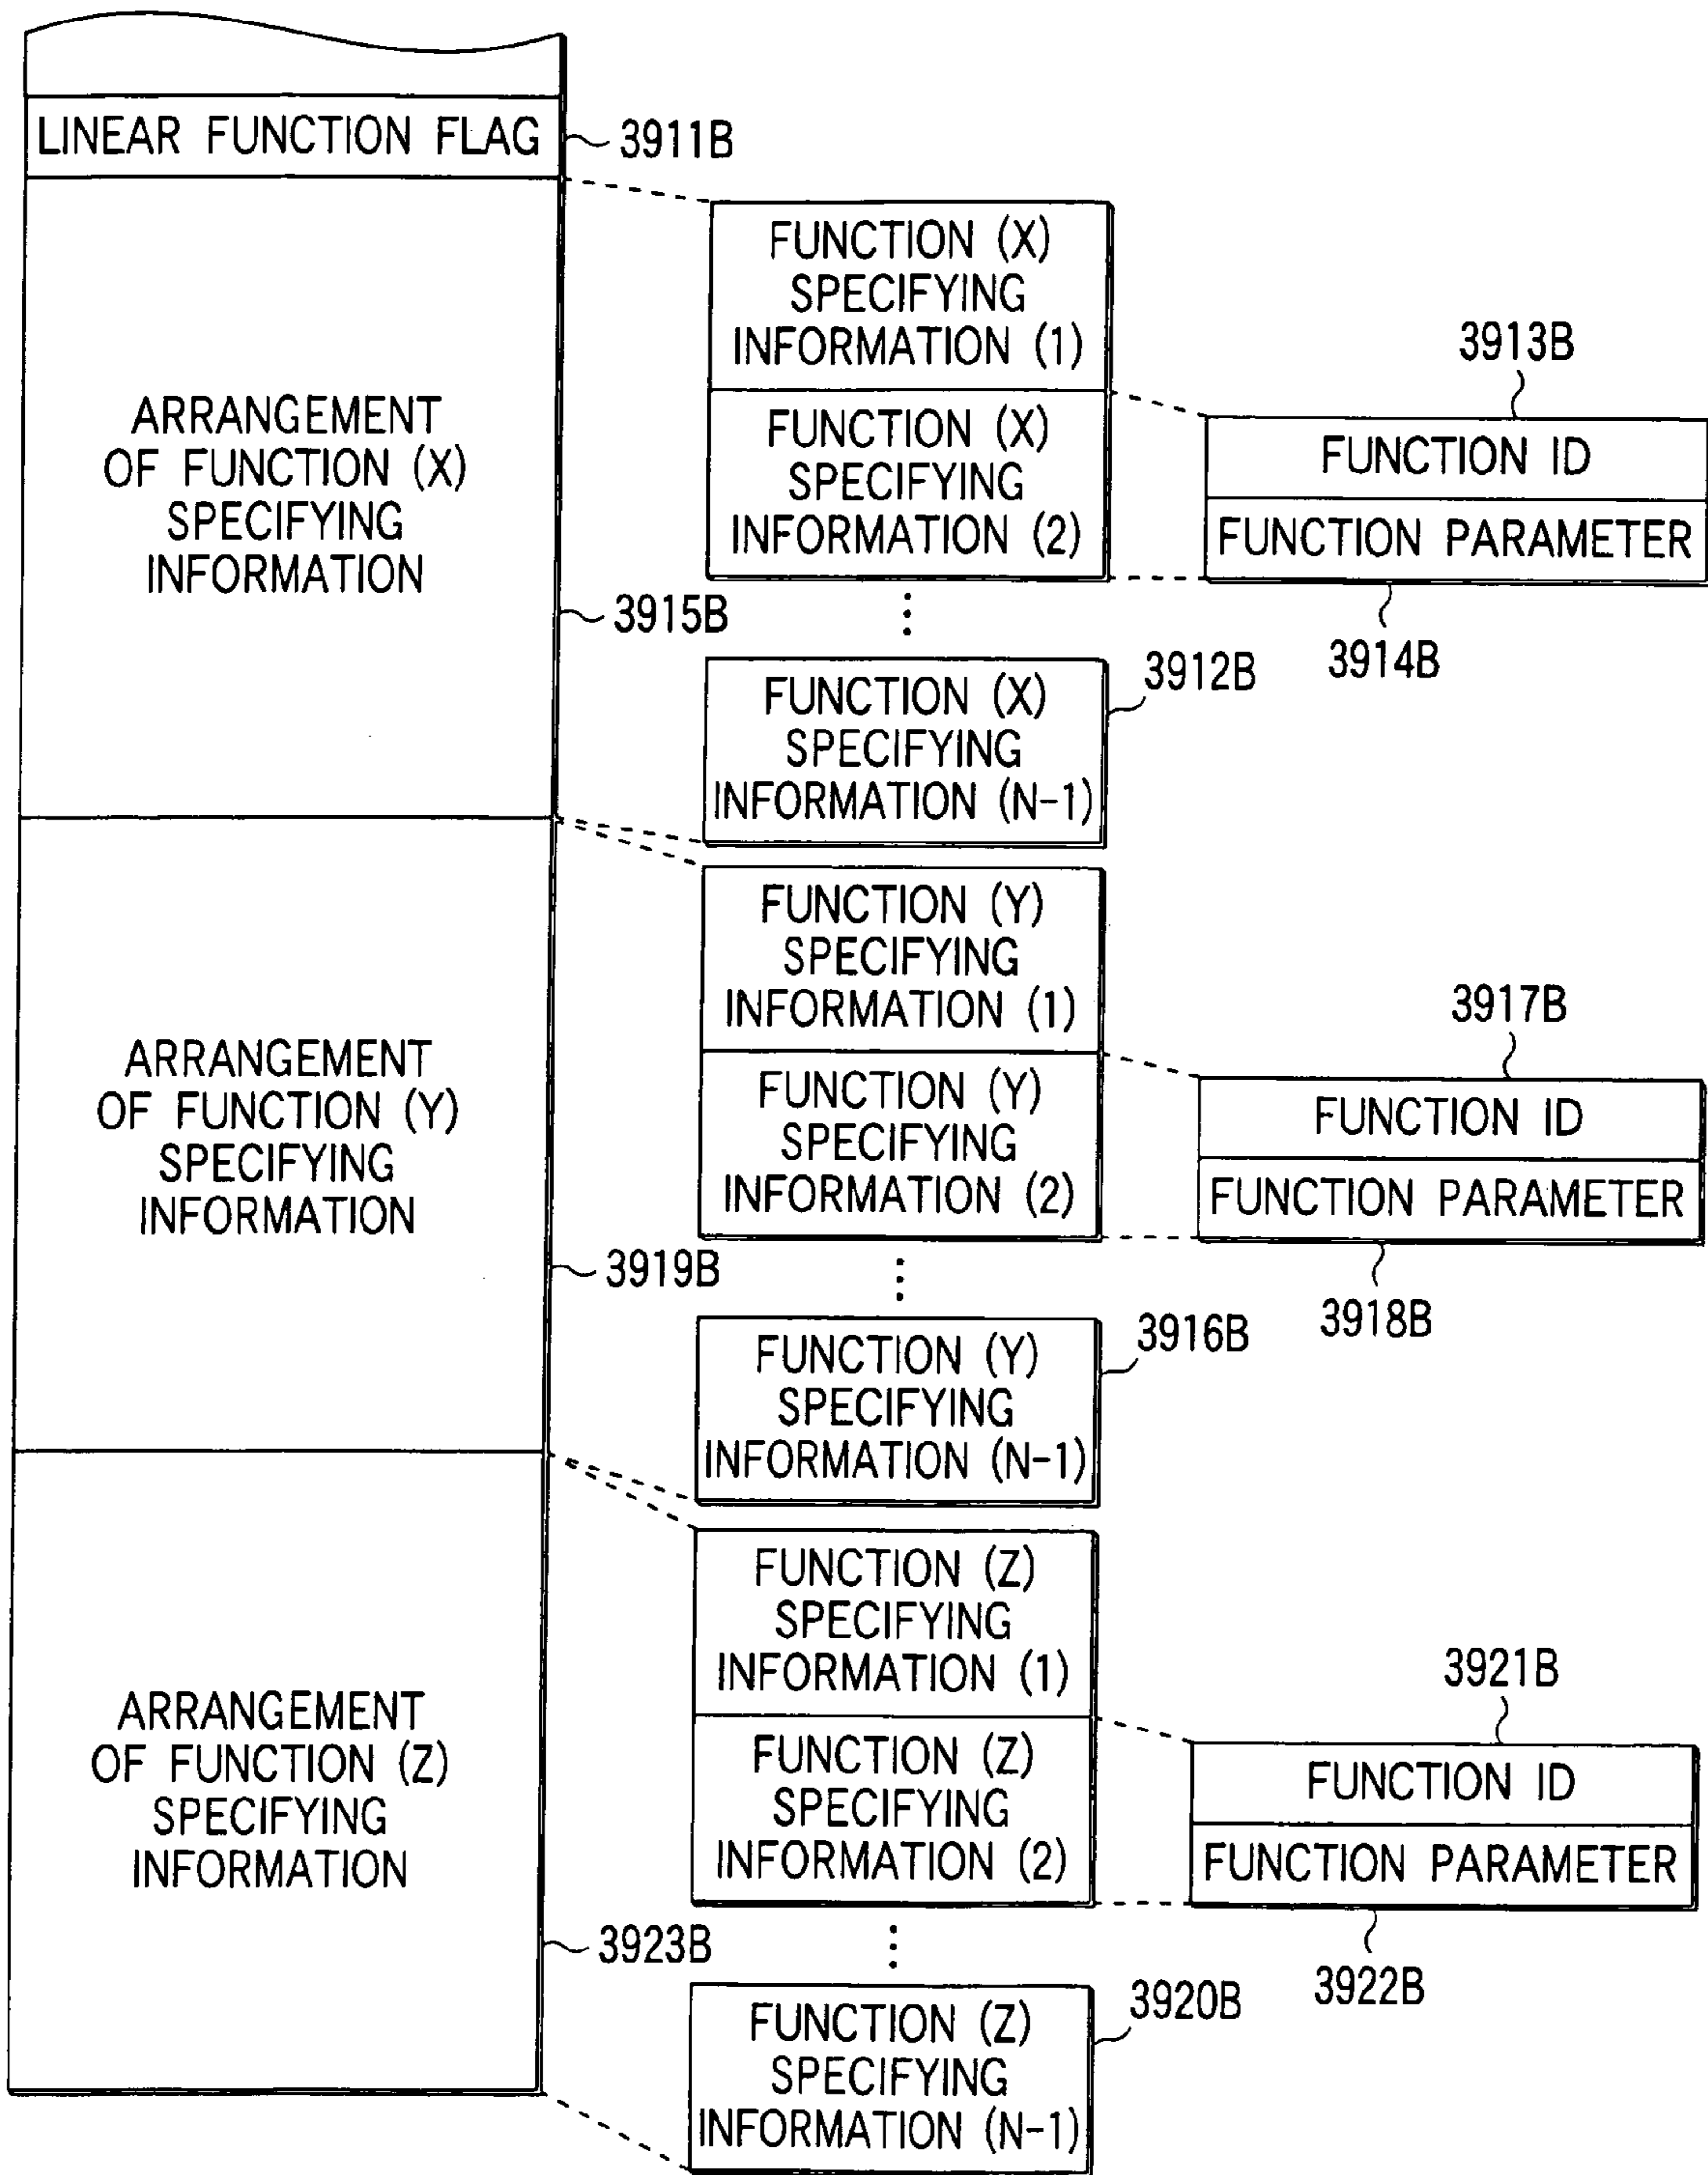 LINEAR FUNCTION FLAG
3911B
ARRANGEMENT
OF FUNCTION (X)
SPECIFYING
INFORMATION
3915B
FUNCTION (X)
SPECIFYING
INFORMATION (1)
FUNCTION (X)
SPECIFYING
INFORMATION (2)
3913B
FUNCTION ID
FUNCTION PARAMETER
3914B
3912B
FUNCTION (X)
SPECIFYING
INFORMATION (N-1)
ARRANGEMENT
OF FUNCTION (Y)
SPECIFYING
INFORMATION
3919B
FUNCTION (Y)
SPECIFYING
INFORMATION (1)
FUNCTION (Y)
SPECIFYING
INFORMATION (2)
3917B
FUNCTION ID
FUNCTION PARAMETER
3918B
3916B
FUNCTION (Y)
SPECIFYING
INFORMATION (N-1)
ARRANGEMENT
OF FUNCTION (Z)
SPECIFYING
INFORMATION
3923B
FUNCTION (Z)
SPECIFYING
INFORMATION (1)
FUNCTION (Z)
SPECIFYING
INFORMATION (2)
3921B
FUNCTION ID
FUNCTION PARAMETER
3922B
3920B
FUNCTION (Z)
SPECIFYING
INFORMATION (N-1)